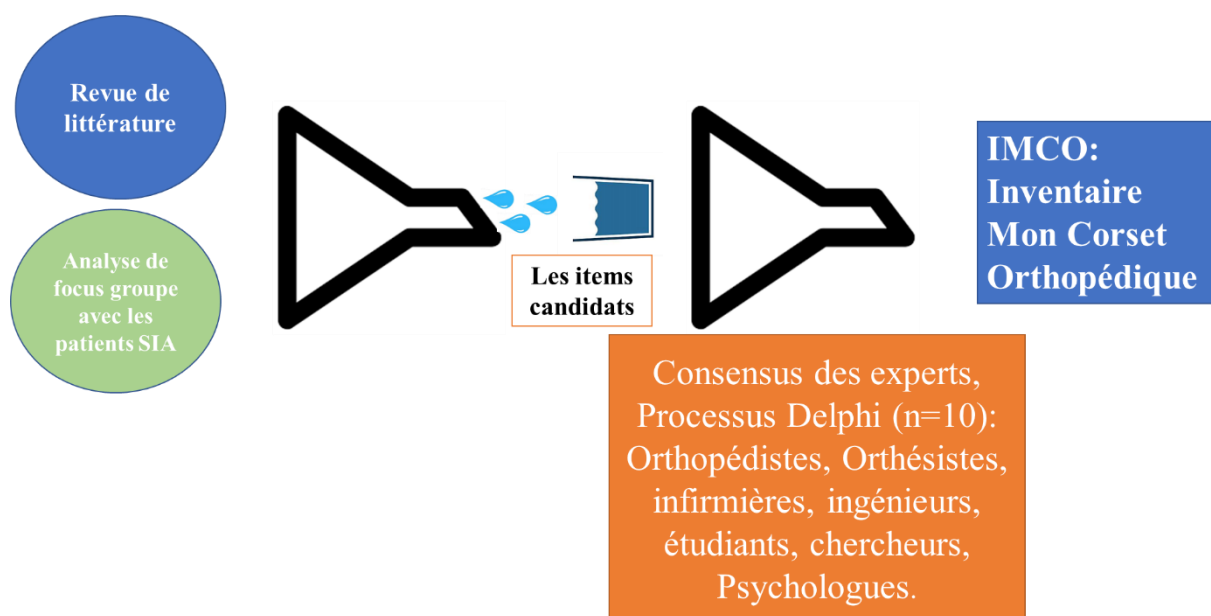 Revue de
littérature
Analyse de
focus groupe
avec les
patients SIA
Les items
candidats
Consensus des experts,
Processus Delphi (n=10):
Orthopédistes, Orthésistes,
infirmières, ingénieurs,
étudiants, chercheurs,
Psychologues.
IMCO:
Inventaire
Mon Corset
Orthopédique